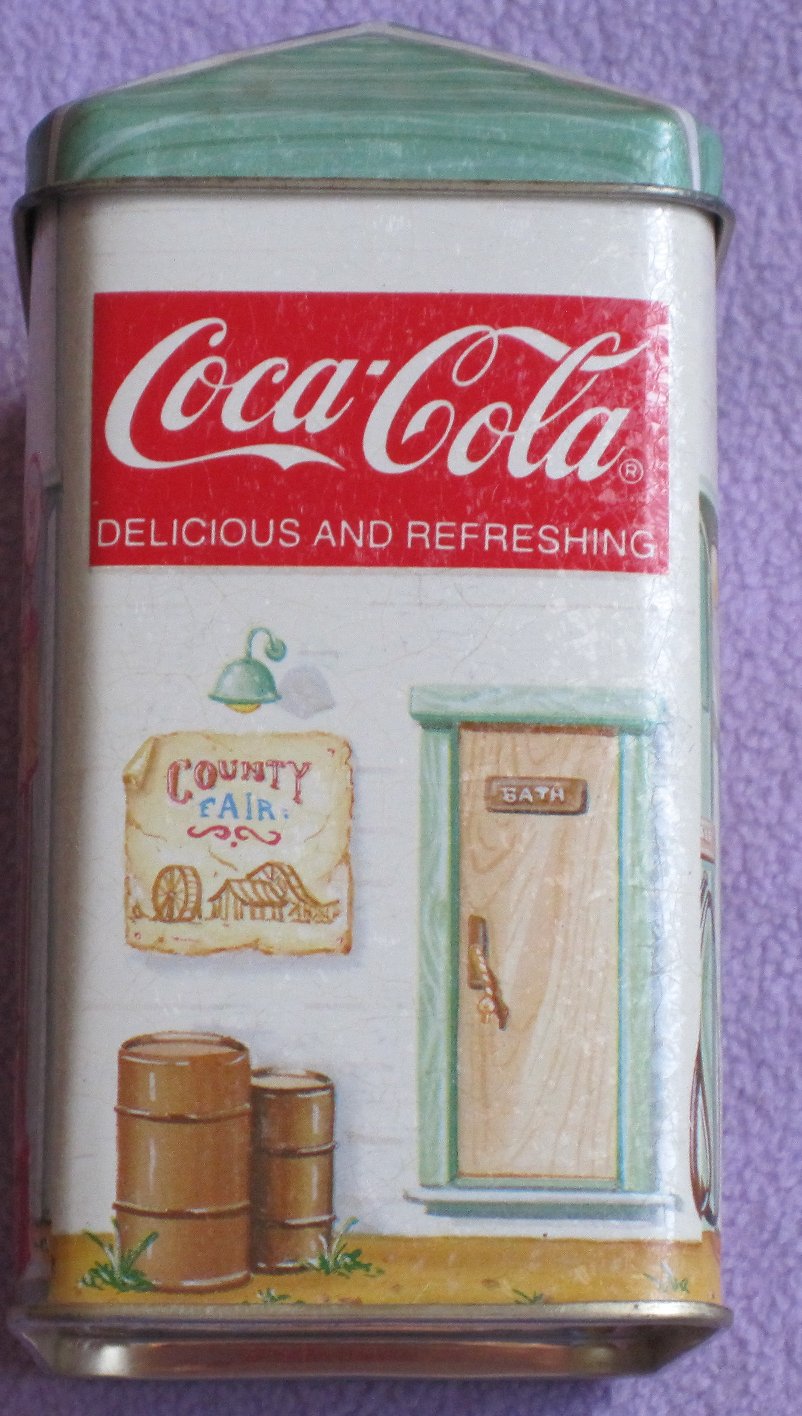 Coca-Cola®
DELICIOUS AND REFRESHING
COUNTY
FAIR
BATH